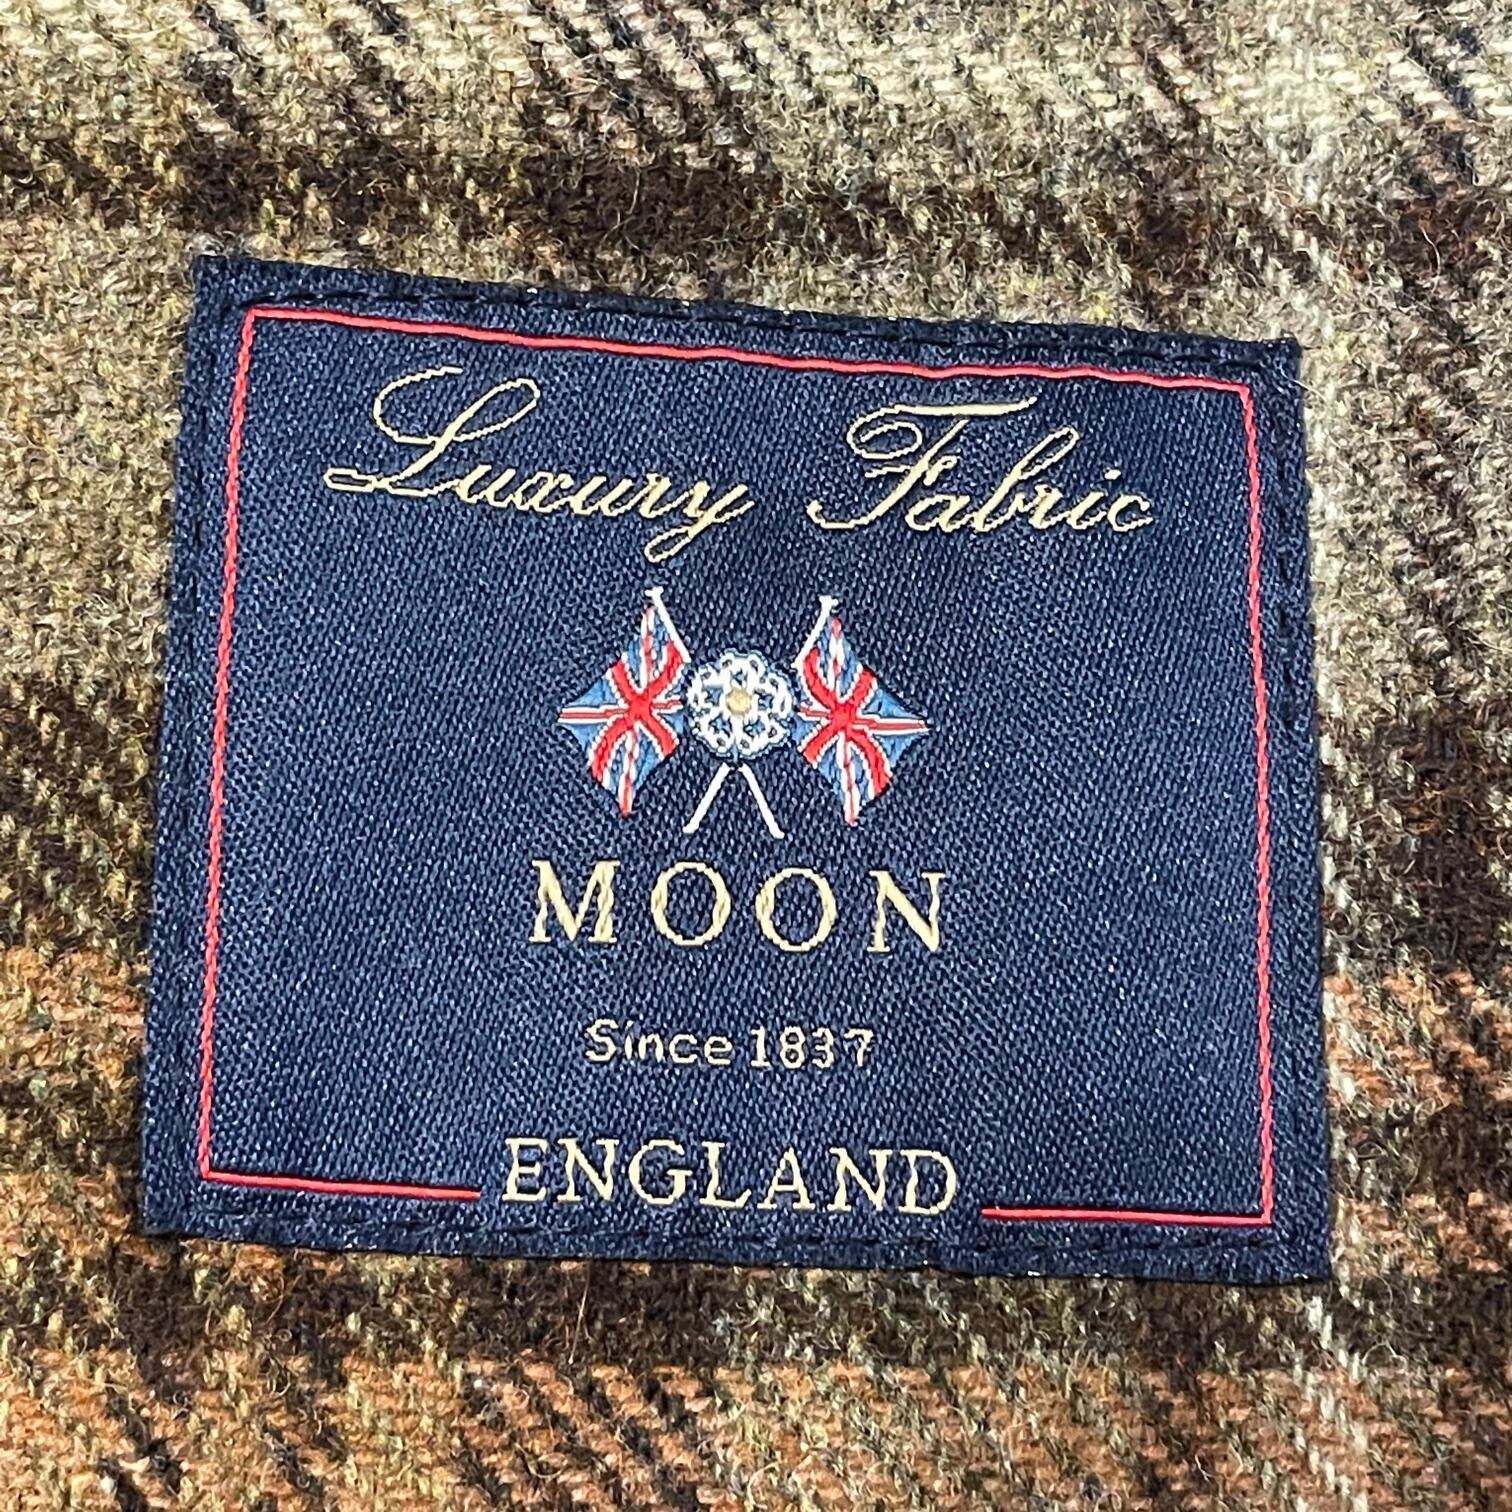 Luxury Fabric
MOON
Since 1837
ENGLAND